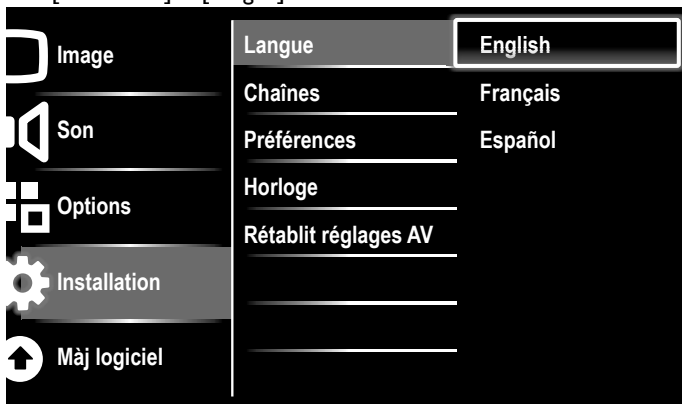 Image
Son
Options
Installation
Màj logiciel
Langue
Chaînes
Préférences
Horloge
Rétablit réglages AV
English
Français
Español